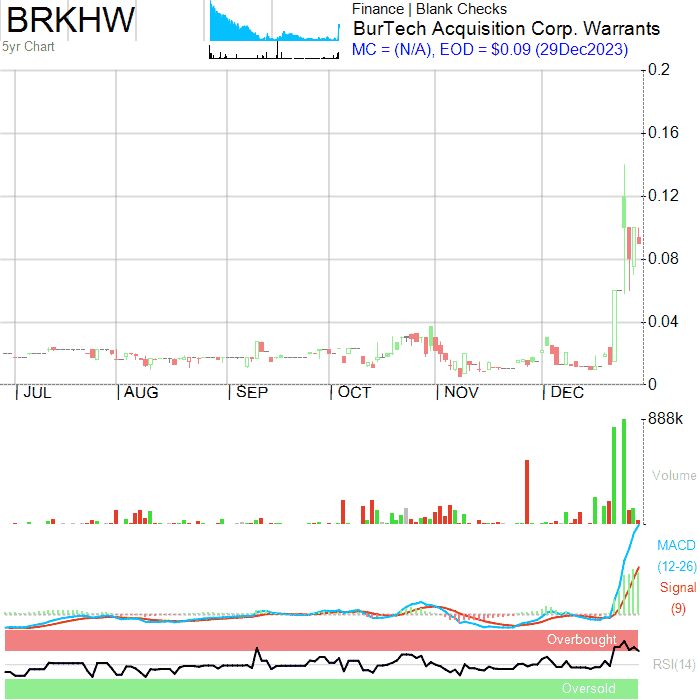 BRKHW
5yr Chart
Finance | Blank Checks
BurTech Acquisition Corp. Warrants
MC = (N/A), EOD = $0.09 (29Dec2023)
0.2
0.16
0.12
0.08
0.04
0
JUL
AUG
SEP
OCT
NOV
DEC
888k
Volume
MACD
(12-26)
Signal
(9)
Overbought
RSI(14)
Oversold